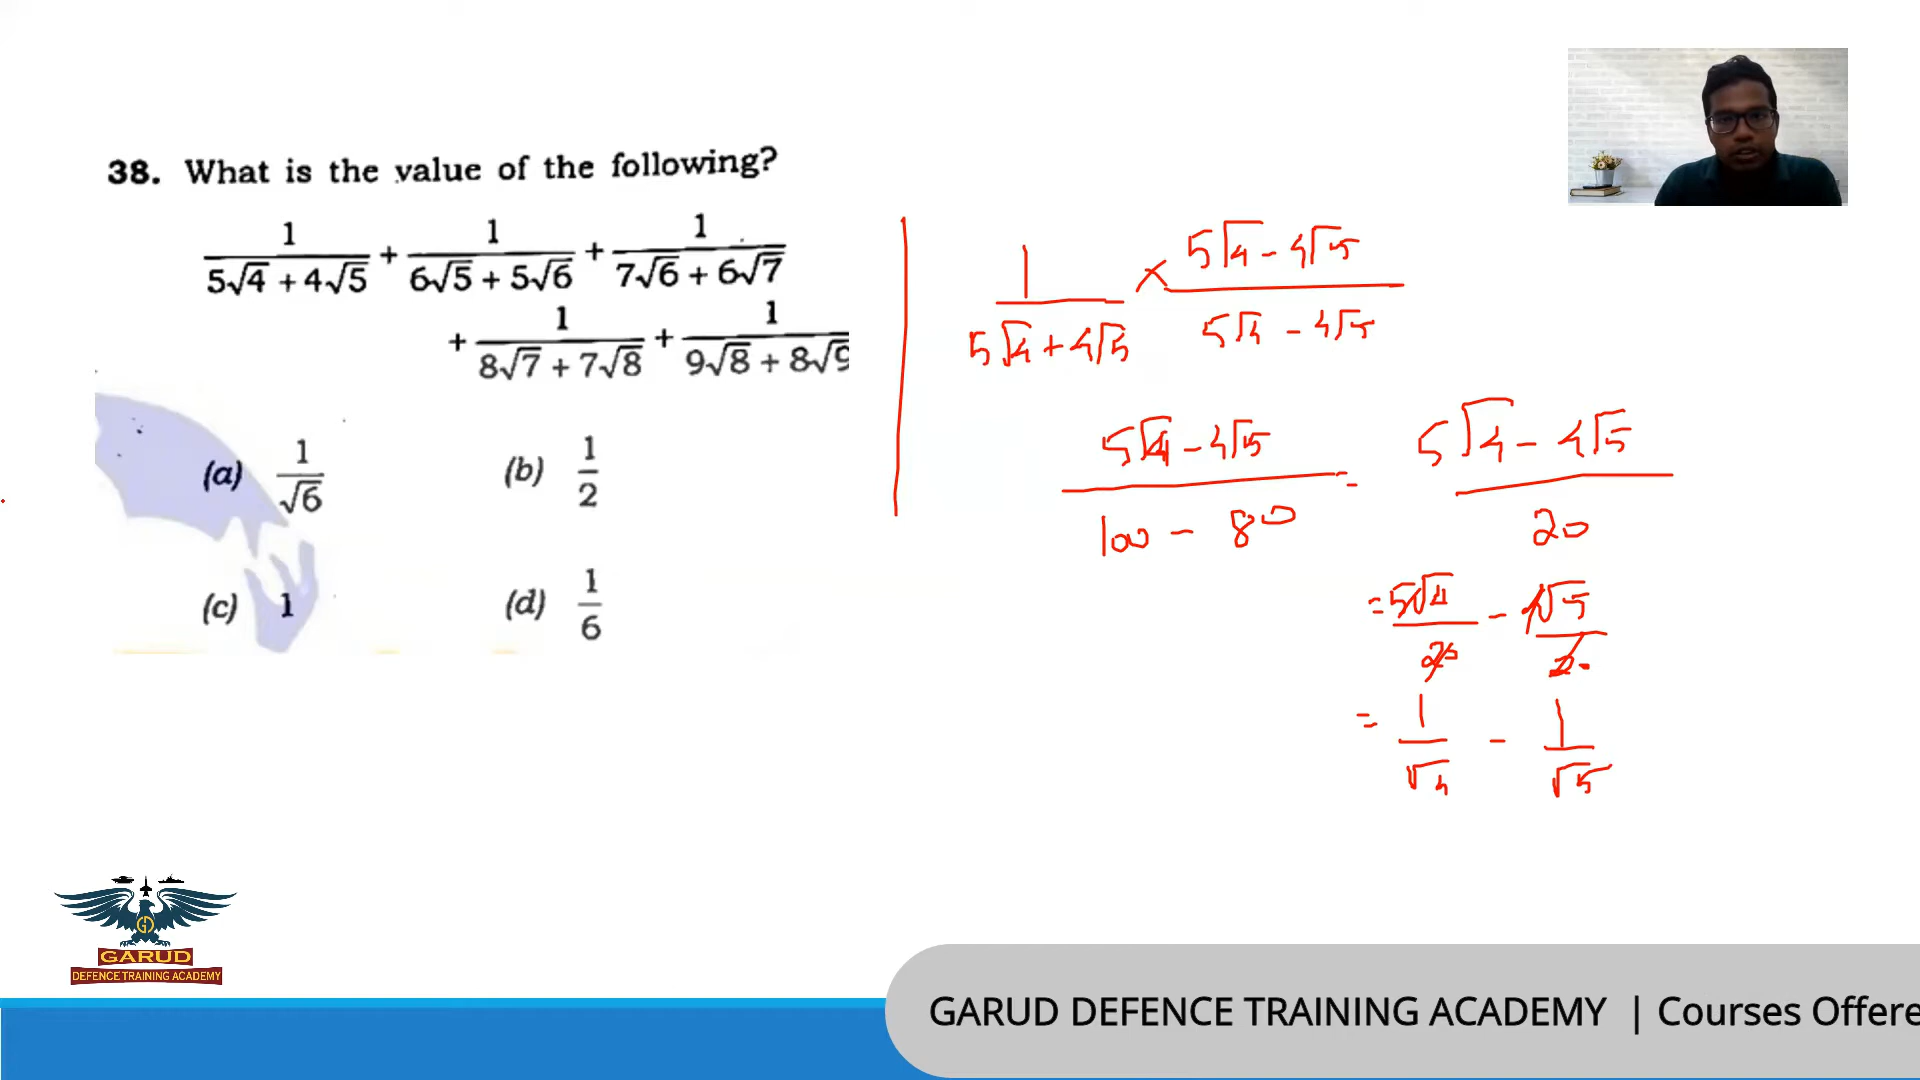 38. What is the value of the following?
1/(5√4 + 4√5) + 1/(6√5 + 5√6) + 1/(7√6 + 6√7)
+ 1/(8√7 + 7√8) + 1/(9√8 + 8√9
(a) 1/√6
(b) 1/2
(c) 1
(d) 1/6
1/(5√4 + 4√5) × (5√4 - 4√5)/(5√4 - 4√5)
(5√4 - 4√5)/(100 - 80) = (5√4 - 4√5)/20
= 5√4/20 - 4√5/20
= 1/√4 - 1/√5
GD
GARUD
DEFENCE TRAINING ACADEMY
GARUD DEFENCE TRAINING ACADEMY | Courses Offere